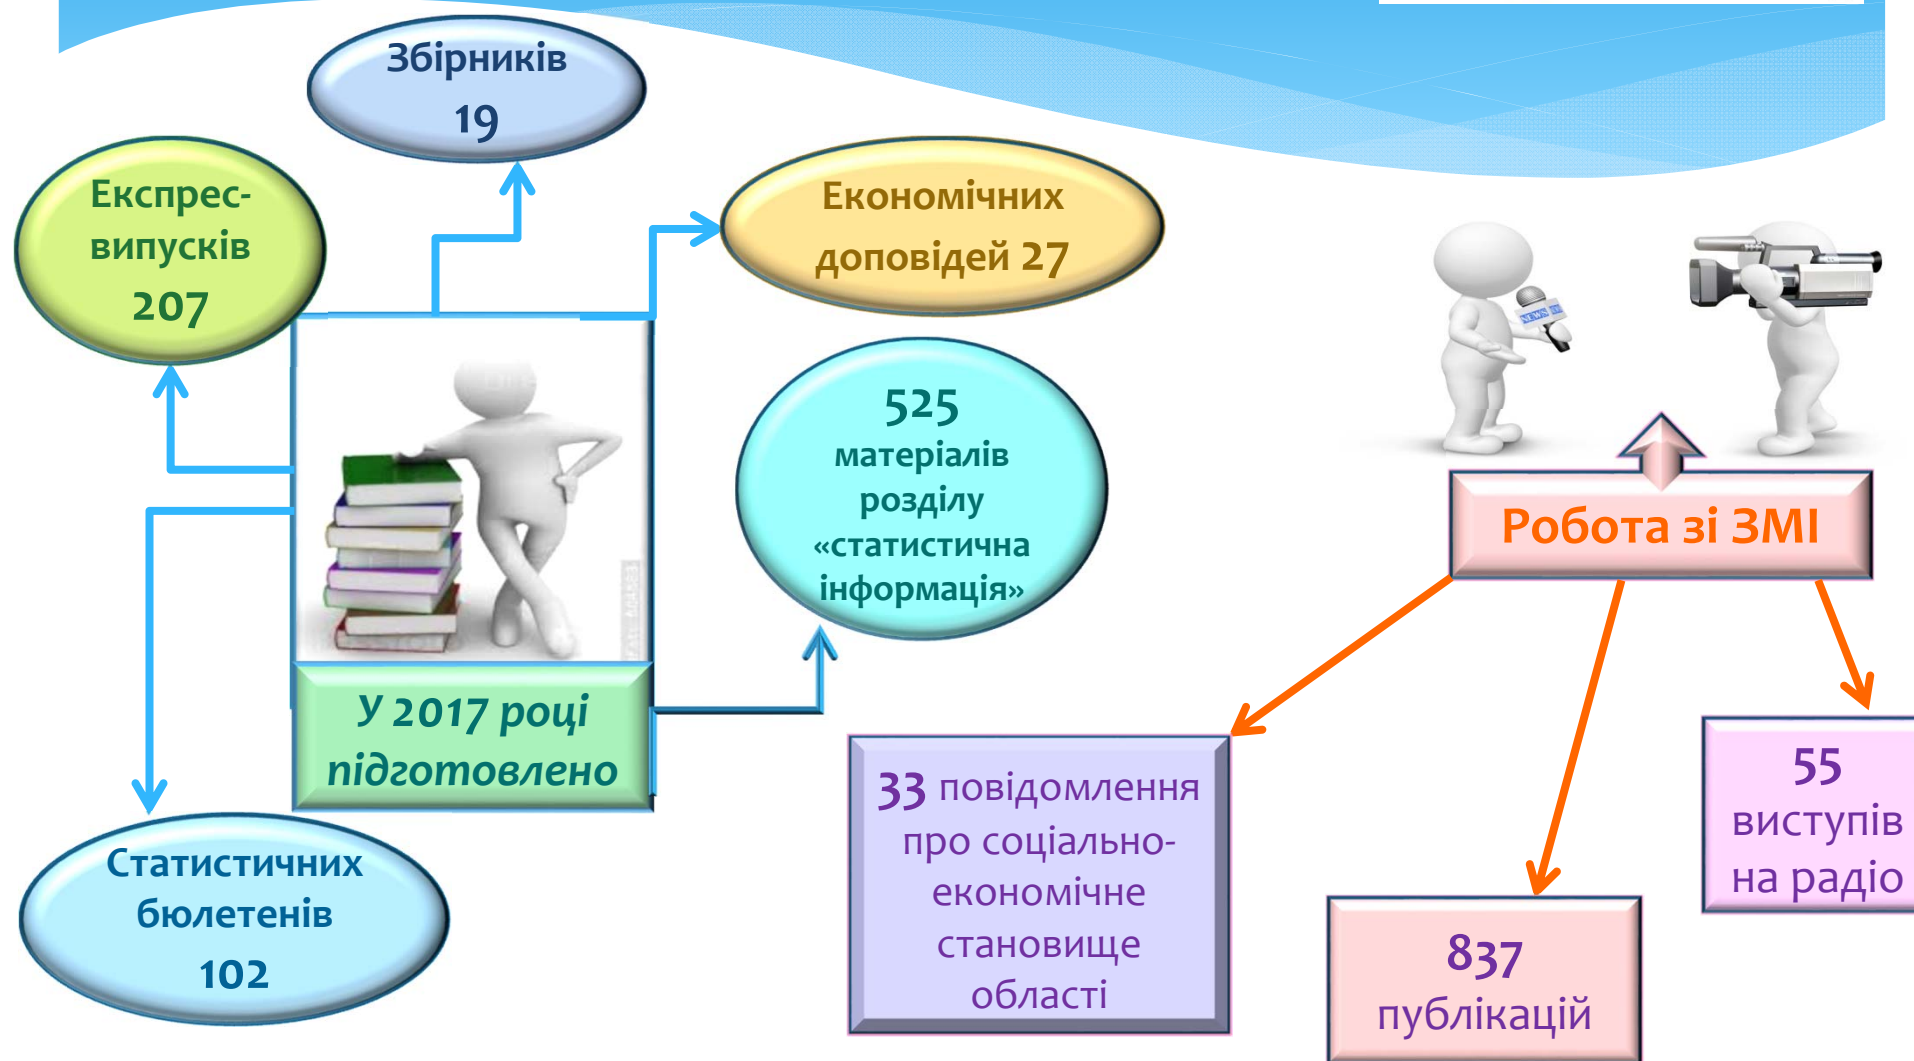 Збірників
19
Експрес-
випусків
207
Економічних
доповідей 27
525
матеріалів
розділу
«статистична
інформація»
У 2017 році
підготовлено
Статистичних
бюлетенів
102
NEWS
Робота зі ЗМІ
33 повідомлення
про соціально-
економічне
становище
області
837
публікацій
55
виступів
на радіо